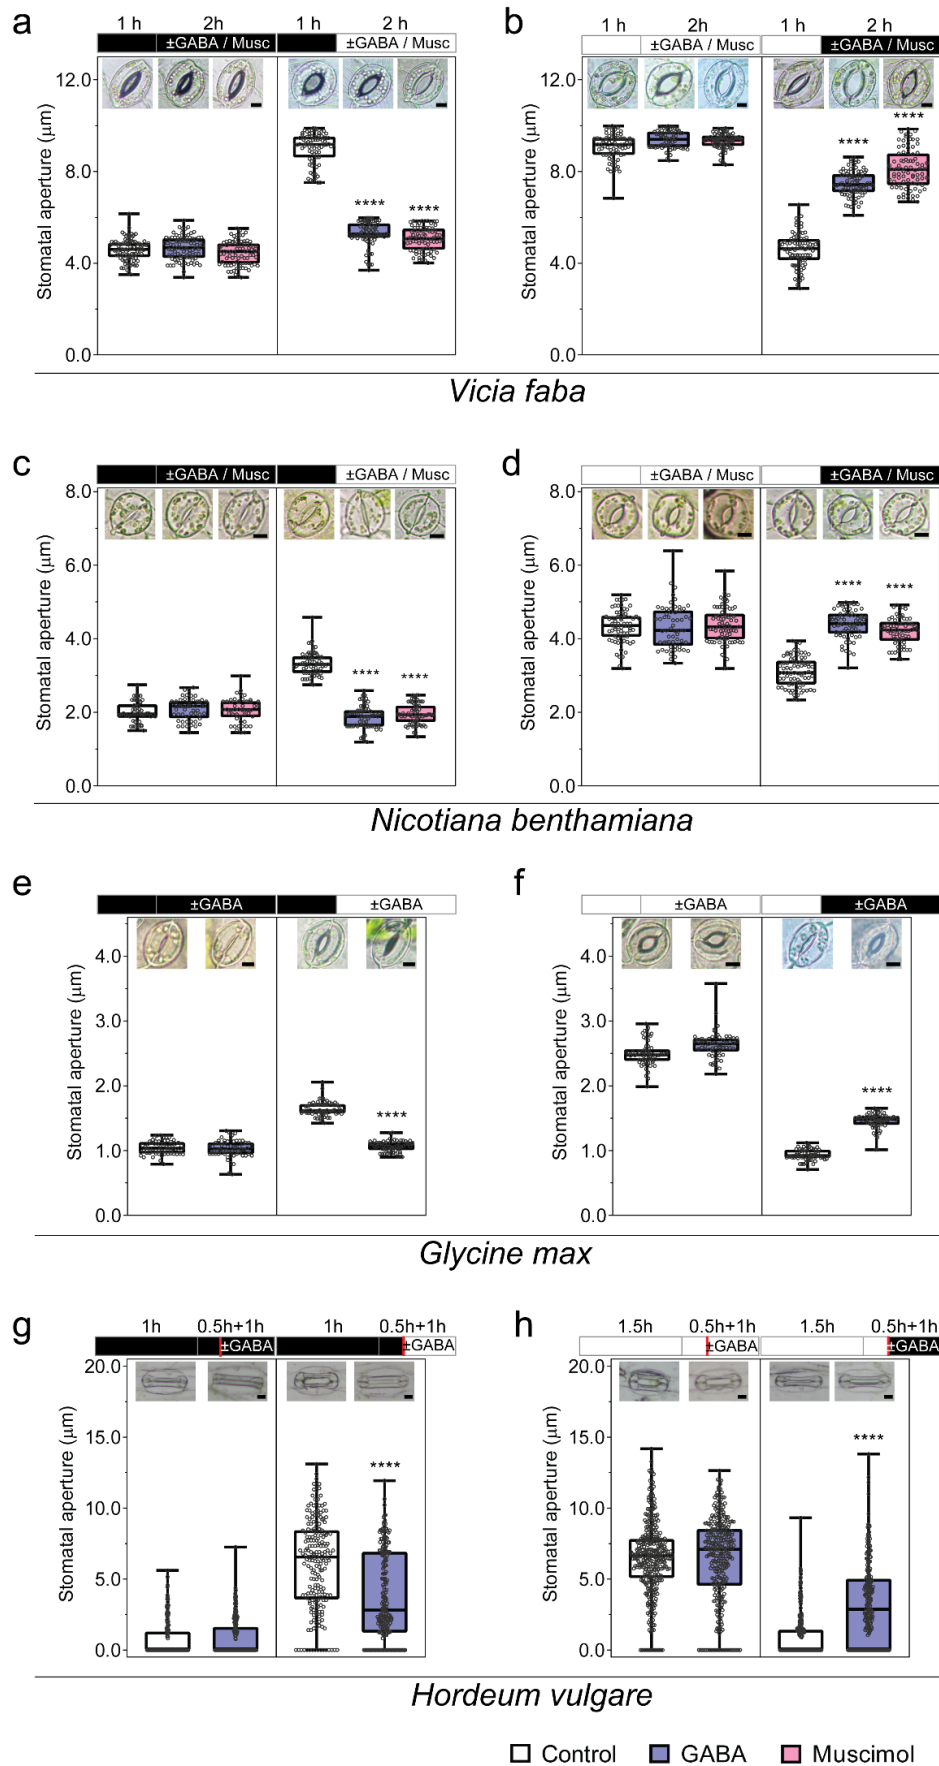 a
1 h 2h 1 h 2 h
±GABA / Musc ±GABA / Musc
Stomatal aperture (μm)
12.0
8.0
4.0
0.0
**** ****
b
1 h 2 h 1 h 2 h
±GABA / Musc ±GABA / Musc
Stomatal aperture (μm)
12.0
8.0
4.0
0.0
**** ****
Vicia faba
c
±GABA / Musc ±GABA / Musc
Stomatal aperture (μm)
8.0
6.0
4.0
2.0
0.0
**** ****
d
±GABA / Musc ±GABA / Musc
Stomatal aperture (μm)
8.0
6.0
4.0
2.0
0.0
**** ****
Nicotiana benthamiana
e
±GABA ±GABA
Stomatal aperture (μm)
4.0
3.0
2.0
1.0
0.0
****
f
±GABA ±GABA
Stomatal aperture (μm)
4.0
3.0
2.0
1.0
0.0
****
Glycine max
g
1h 0.5h+1h 1h 0.5h+1h
±GABA ±GABA
Stomatal aperture (μm)
20.0
15.0
10.0
5.0
0.0
****
h
1.5h 0.5h+1h 1.5h 0.5h+1h
±GABA ±GABA
Stomatal aperture (μm)
20.0
15.0
10.0
5.0
0.0
****
Hordeum vulgare
Control GABA Muscimol